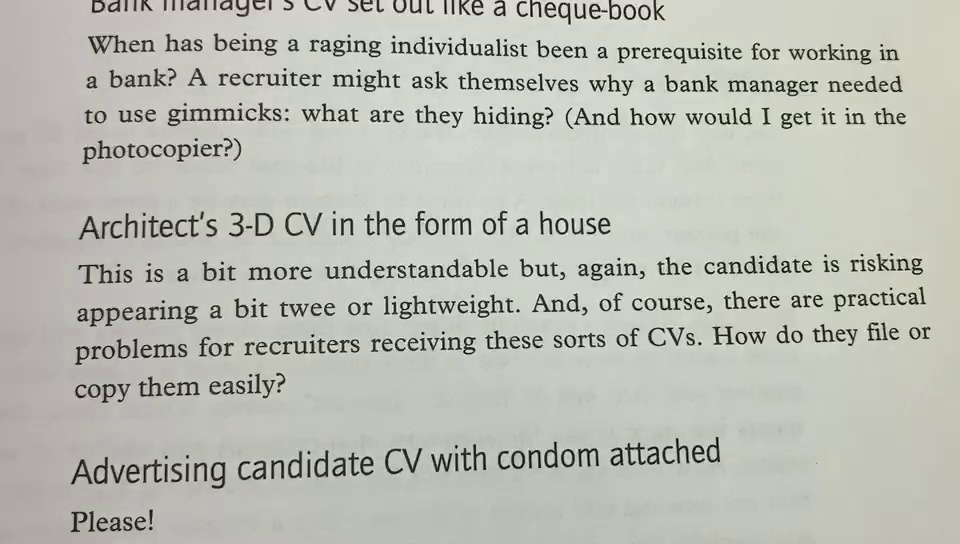 Bank manager's CV set out like a cheque-book
When has being a raging individualist been a prerequisite for working in
a bank? A recruiter might ask themselves why a bank manager needed
to use gimmicks: what are they hiding? (And how would I get it in the
photocopier?)
Architect's 3-D CV in the form of a house
This is a bit more understandable but, again, the candidate is risking
appearing a bit twee or lightweight. And, of course, there are practical
problems for recruiters receiving these sorts of CVs. How do they file or
copy them easily?
Advertising candidate CV with condom attached
Please!